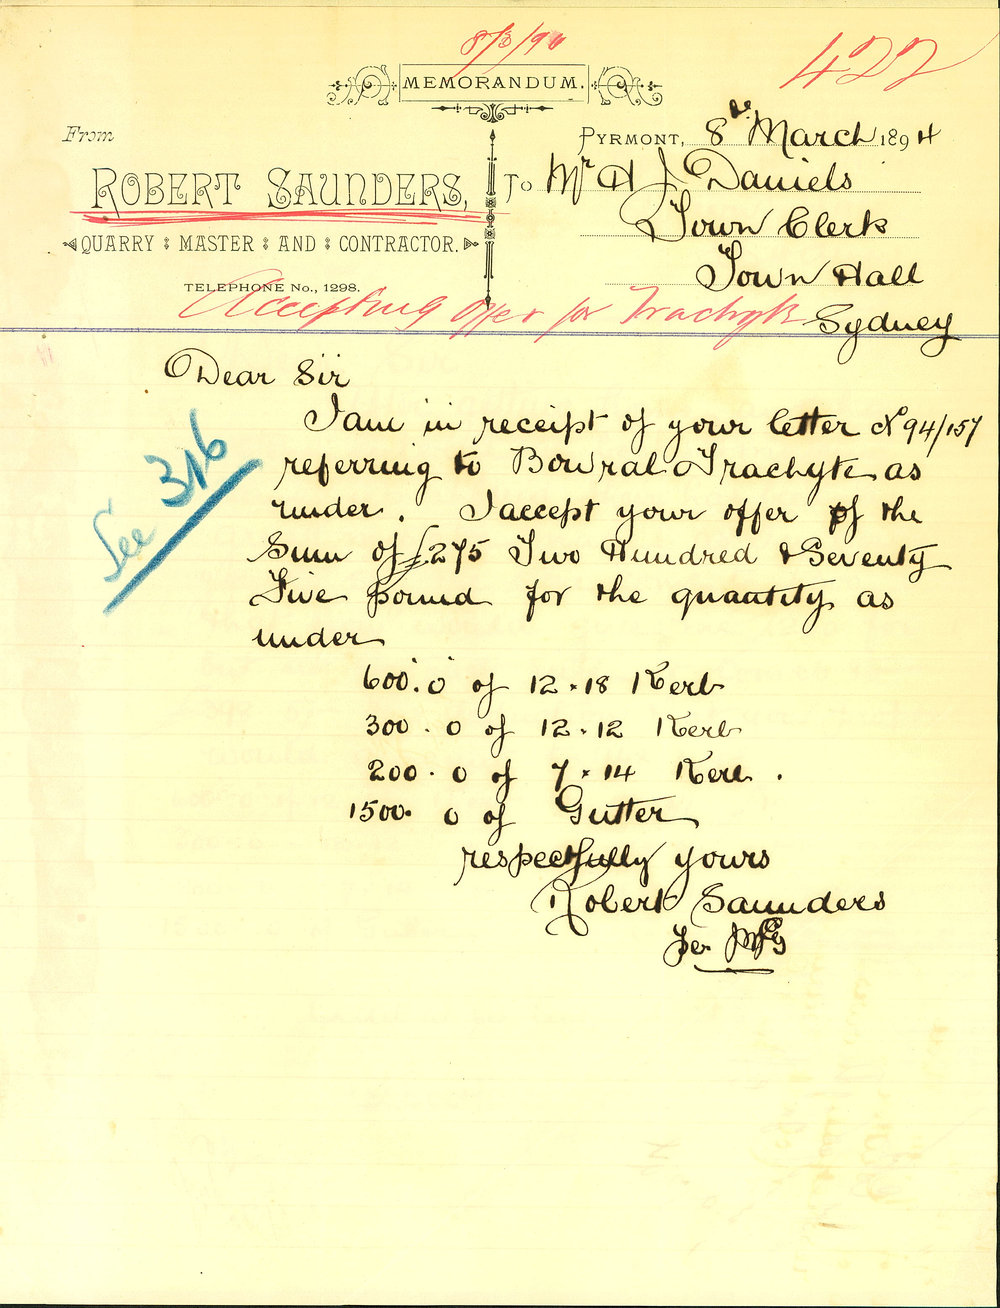 8/3/94
422
MEMORANDUM.
From
PYRMONT, 8th March 1894
ROBERT SAUNDERS,
To Mr H J Daniels
Town Clerk
QUARRY MASTER AND CONTRACTOR.
Town Hall
TELEPHONE No., 1298.
Accepting offer for Trachyte
Sydney
Dear Sir
I am in receipt of your letter No 94/157
referring to Bowral Trachyte as
under. I accept your offer of the
Sum of £275 Two Hundred & Seventy
Five pound for the quantity as
under
See 316
600'.0" of 12 × 18 Kerb
300.0 of 12 × 12 Kerb
200.0 of 7 × 14 Kerb.
1500.0 of Gutter
respectfully yours
Robert Saunders
Per McG